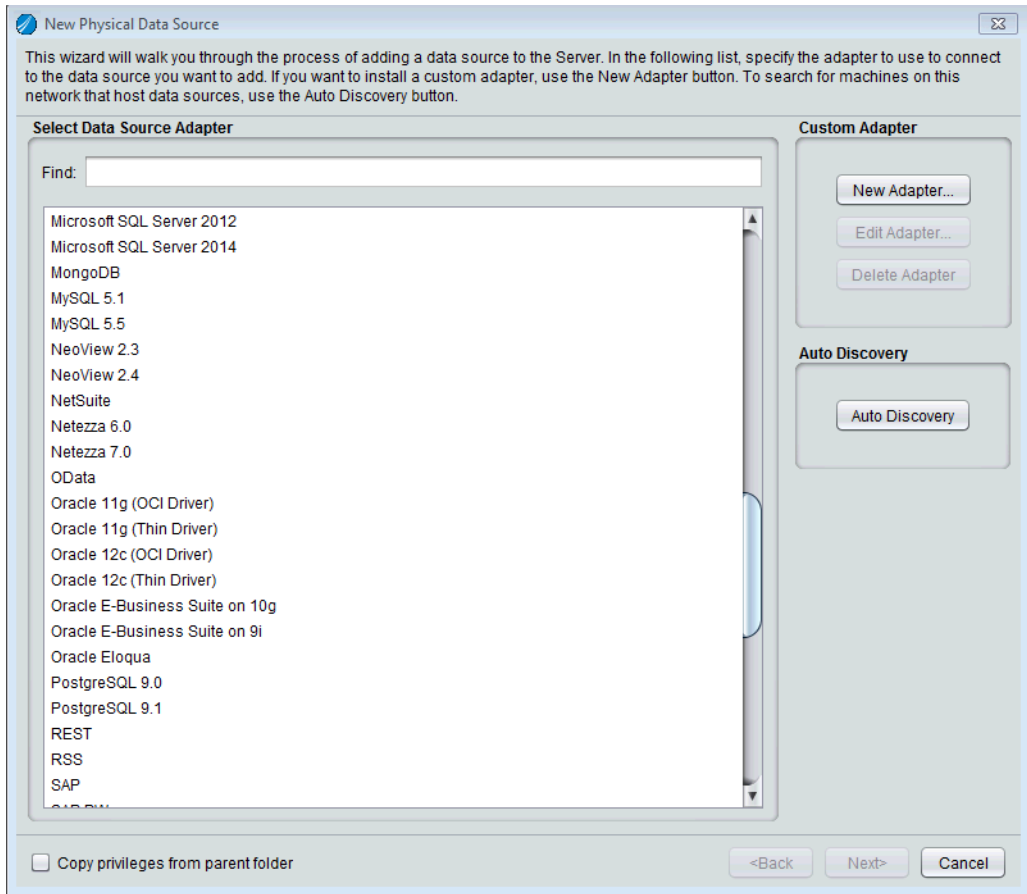 New Physical Data Source
This wizard will walk you through the process of adding a data source to the Server. In the following list, specify the adapter to use to connect
to the data source you want to add. If you want to install a custom adapter, use the New Adapter button. To search for machines on this
network that host data sources, use the Auto Discovery button.
Select Data Source Adapter
Find:
Microsoft SQL Server 2012
Microsoft SQL Server 2014
MongoDB
MySQL 5.1
MySQL 5.5
NeoView 2.3
NeoView 2.4
NetSuite
Netezza 6.0
Netezza 7.0
OData
Oracle 11g (OCI Driver)
Oracle 11g (Thin Driver)
Oracle 12c (OCI Driver)
Oracle 12c (Thin Driver)
Oracle E-Business Suite on 10g
Oracle E-Business Suite on 9i
Oracle Eloqua
PostgreSQL 9.0
PostgreSQL 9.1
REST
RSS
SAP
Custom Adapter
New Adapter...
Edit Adapter...
Delete Adapter
Auto Discovery
Auto Discovery
Copy privileges from parent folder
<Back
Next>
Cancel